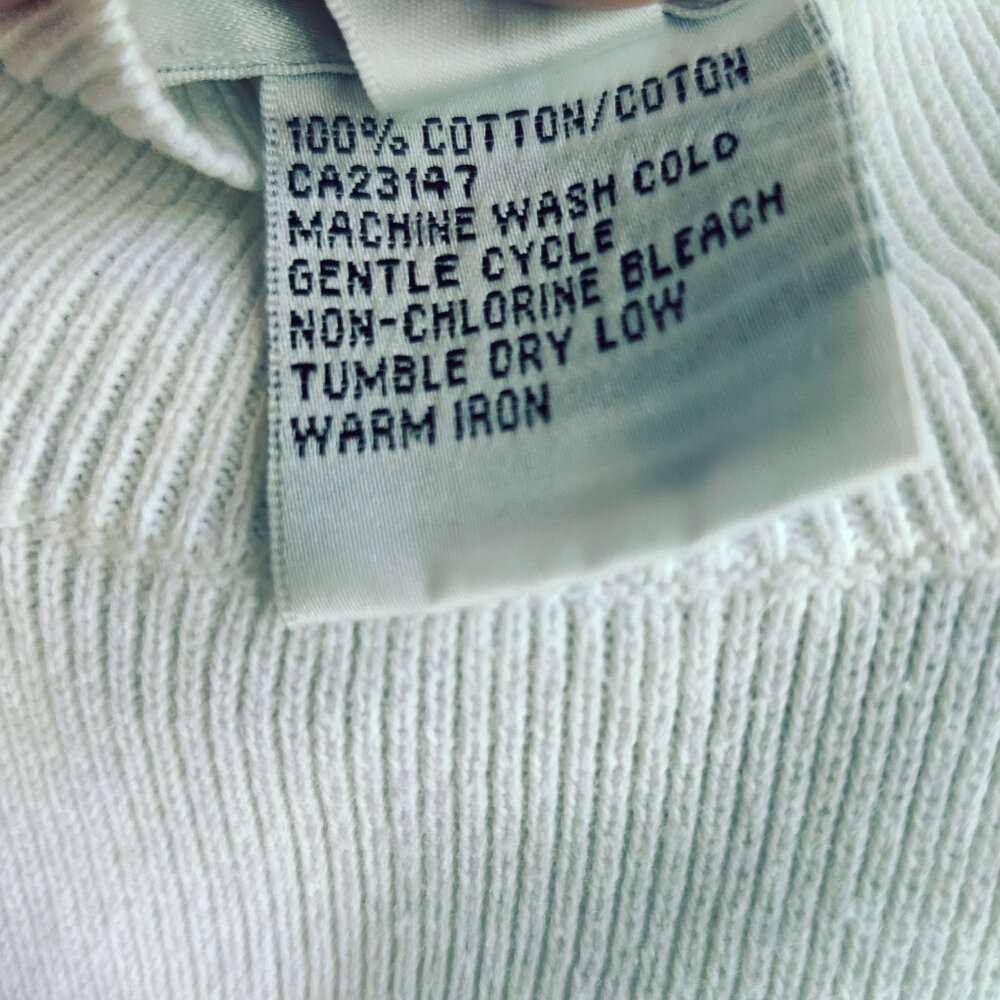 100% COTTON/COTON
CA23147
MACHINE WASH COLD
GENTLE CYCLE
NON-CHLORINE BLEACH
TUMBLE DRY LOW
WARM IRON